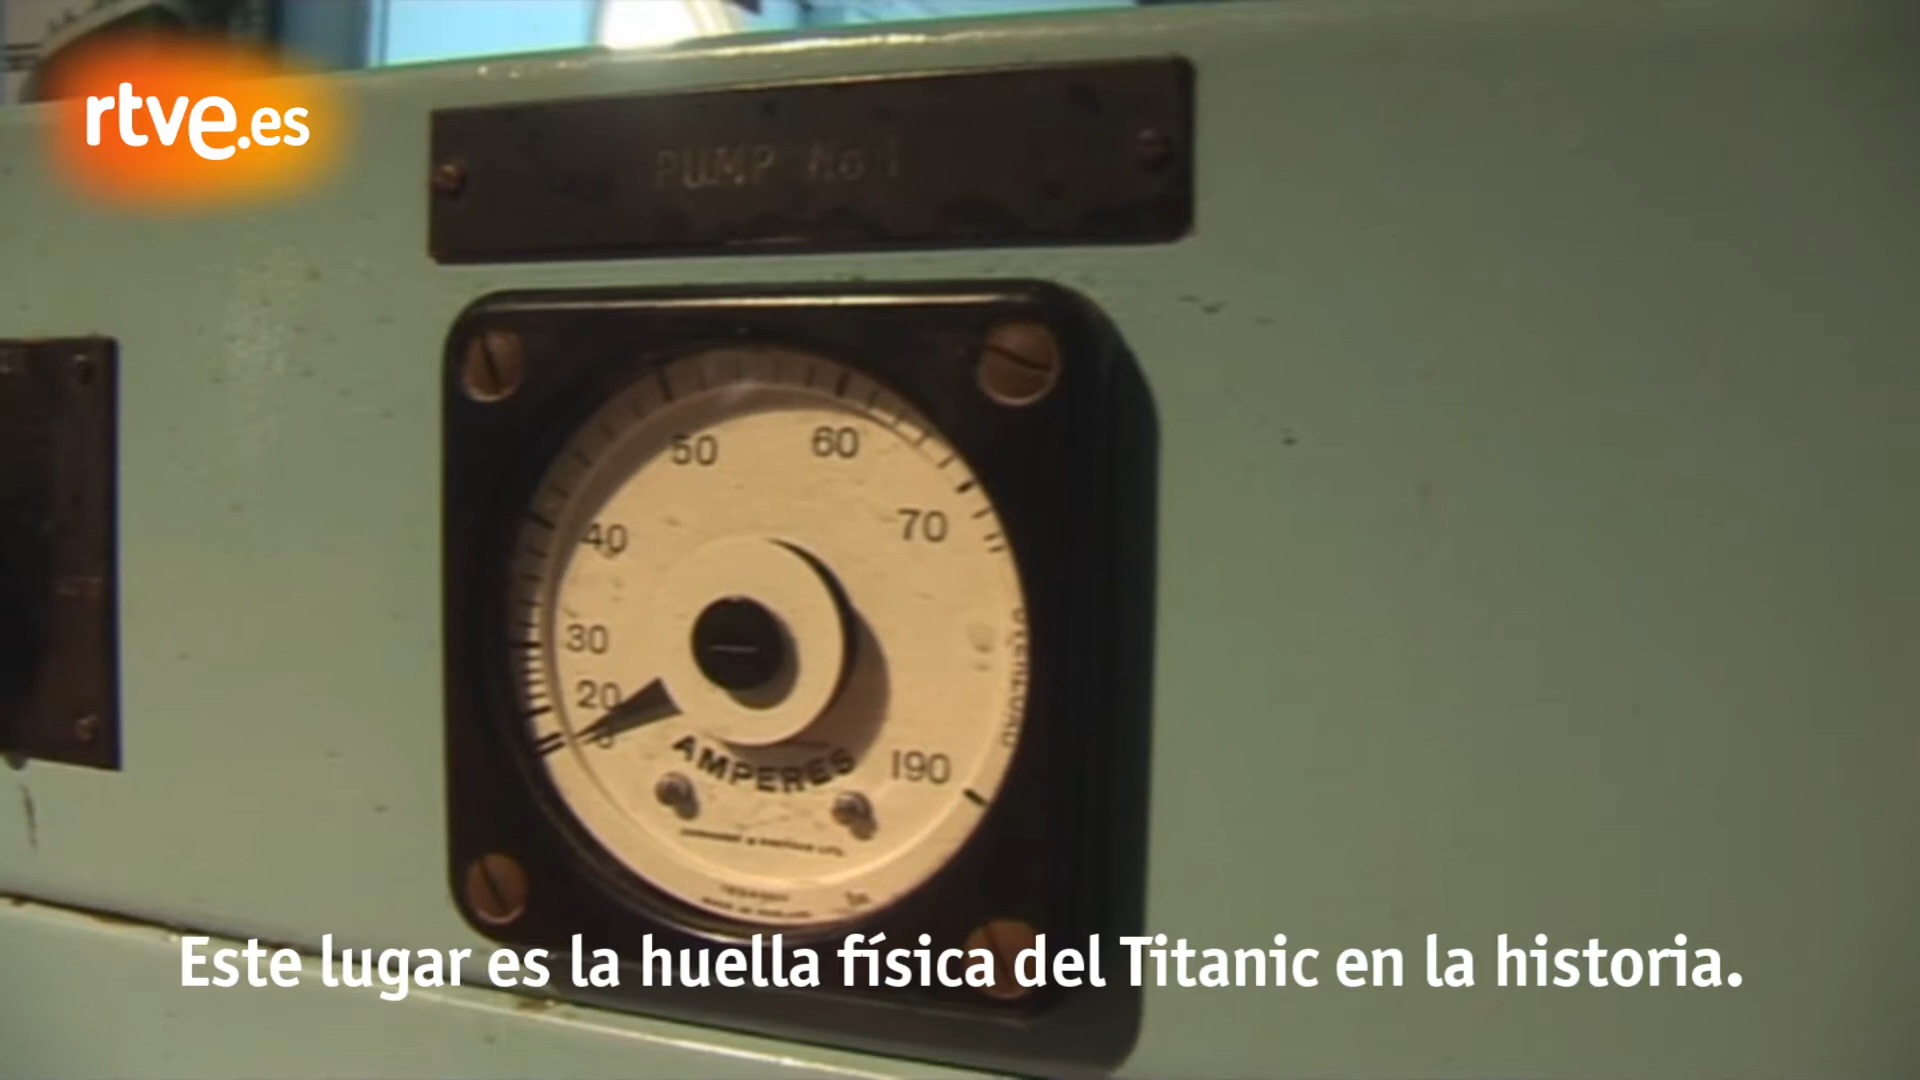 rtve.es
PUMP No 1
50
60
40
70
30
20
0
AMPERES
190
Este lugar es la huella física del Titanic en la historia.